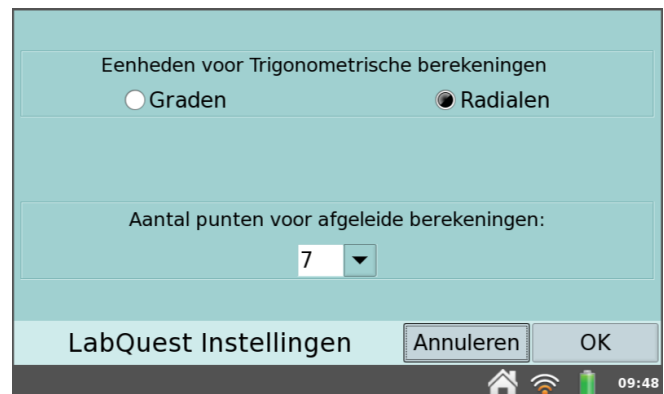 Eenheden voor Trigonometrische berekeningen
Graden Radialen
Aantal punten voor afgeleide berekeningen:
7
LabQuest Instellingen Annuleren OK
09:48